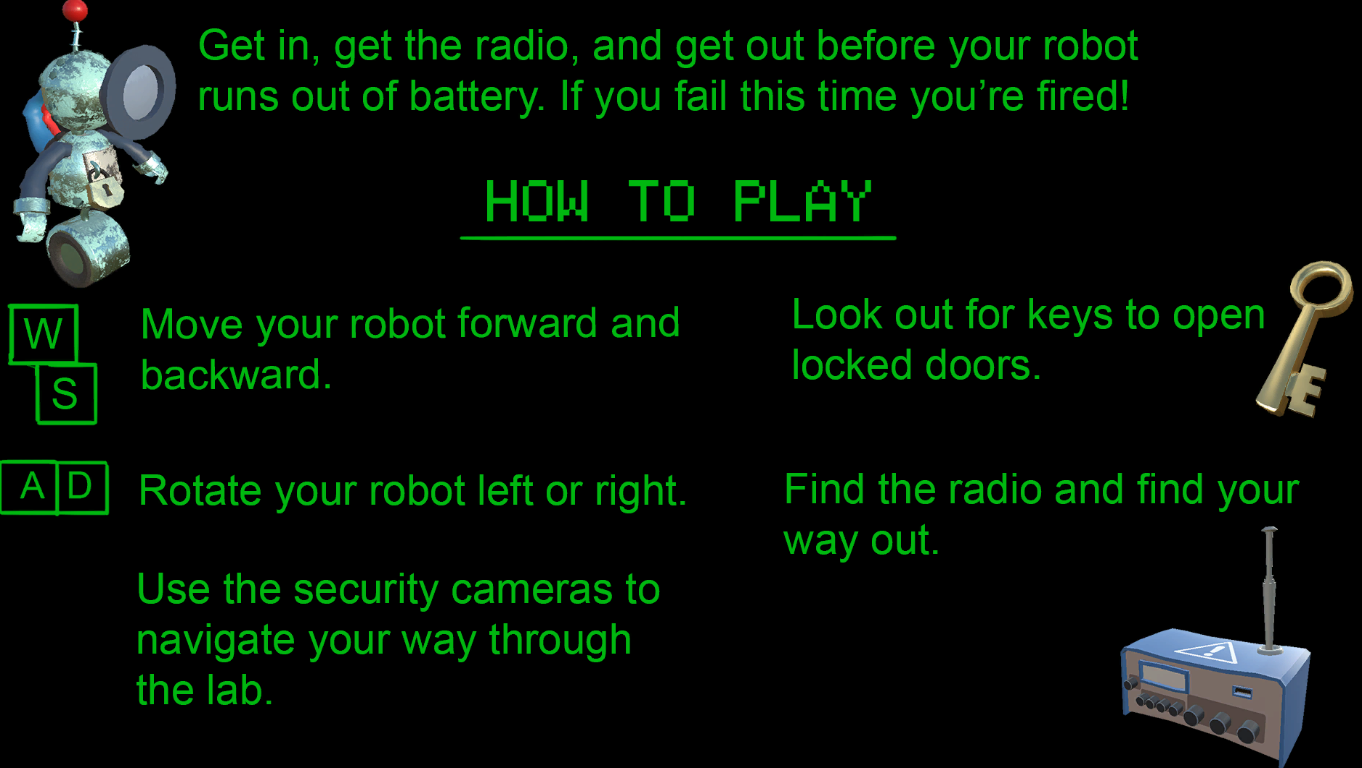 Get in, get the radio, and get out before your robot
runs out of battery. If you fail this time you’re fired!
HOW TO PLAY
W
S
Move your robot forward and
backward.
A D
Rotate your robot left or right.
Use the security cameras to
navigate your way through
the lab.
Look out for keys to open
locked doors.
Find the radio and find your
way out.
!